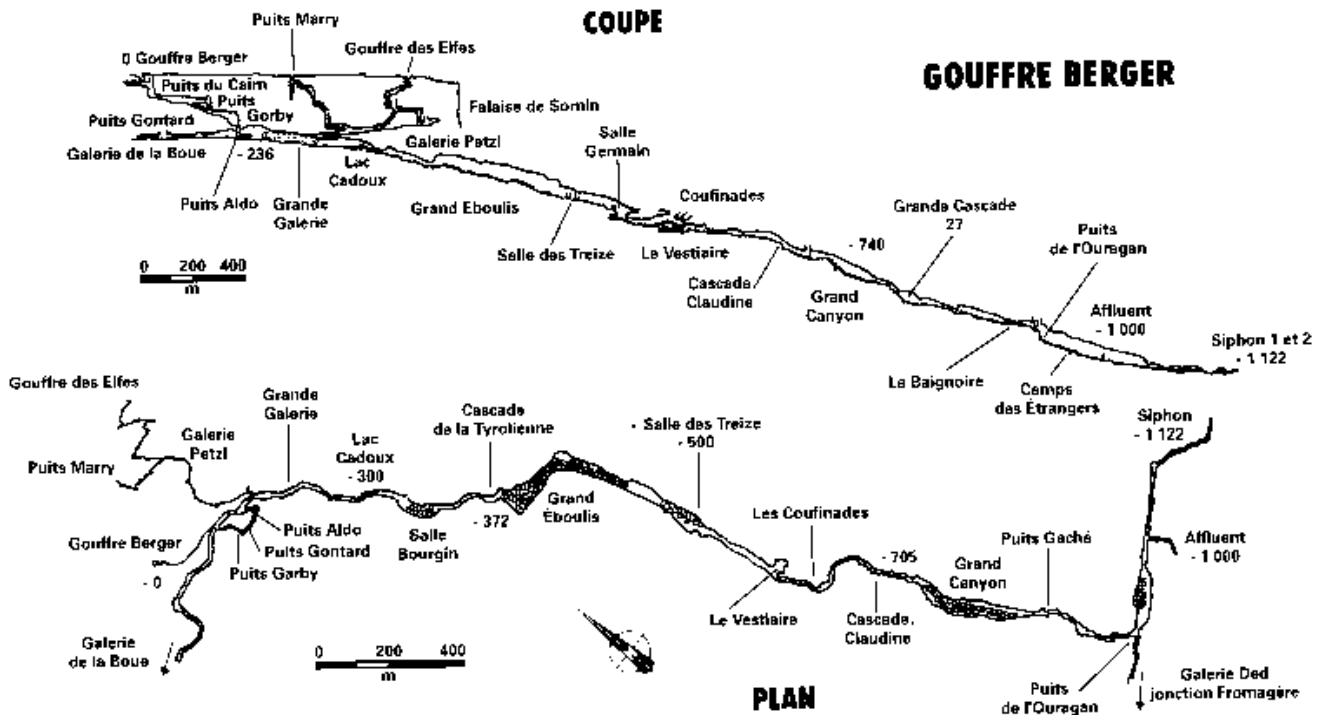 COUPE
GOUFFRE BERGER
Puits Marry
Gouffre des Elfes
0 Gouffre Berger
Puits du Cairn
Puits
Gorby
Puits Gontard
Falaise de Sornin
Galerie de la Boue
- 236
Galerie Petzl
Lac
Cadoux
Puits Aldo
Grande
Galerie
Grand Eboulis
Salle
Germain
Coufinades
Salle des Treize
Le Vestiaire
Cascade
Claudine
- 740
Grand
Canyon
Grande Cascade
27
Puits
de l'Ouragan
Affluent
- 1 000
Siphon 1 et 2
- 1 122
La Baignoire
Camps
des Étrangers
0 200 400
m
Gouffre des Elfes
Galerie
Petzl
Grande
Galerie
Puits Marry
Lac
Cadoux
- 300
Cascade
de la Tyrolienne
- 372
Salle des Treize
- 500
Siphon
- 1 122
Puits Aldo
Puits Gontard
Puits Garby
Gouffre Berger
- 0
Salle
Bourgin
Grand
Éboulis
Les Coufinades
- 705
Grand
Canyon
Puits Gaché
Affluent
- 1 000
Le Vestiaire
Cascade
Claudine
Galerie
de la Boue
0 200 400
m
PLAN
Puits
de l'Ouragan
Galerie Ded
jonction Fromagère